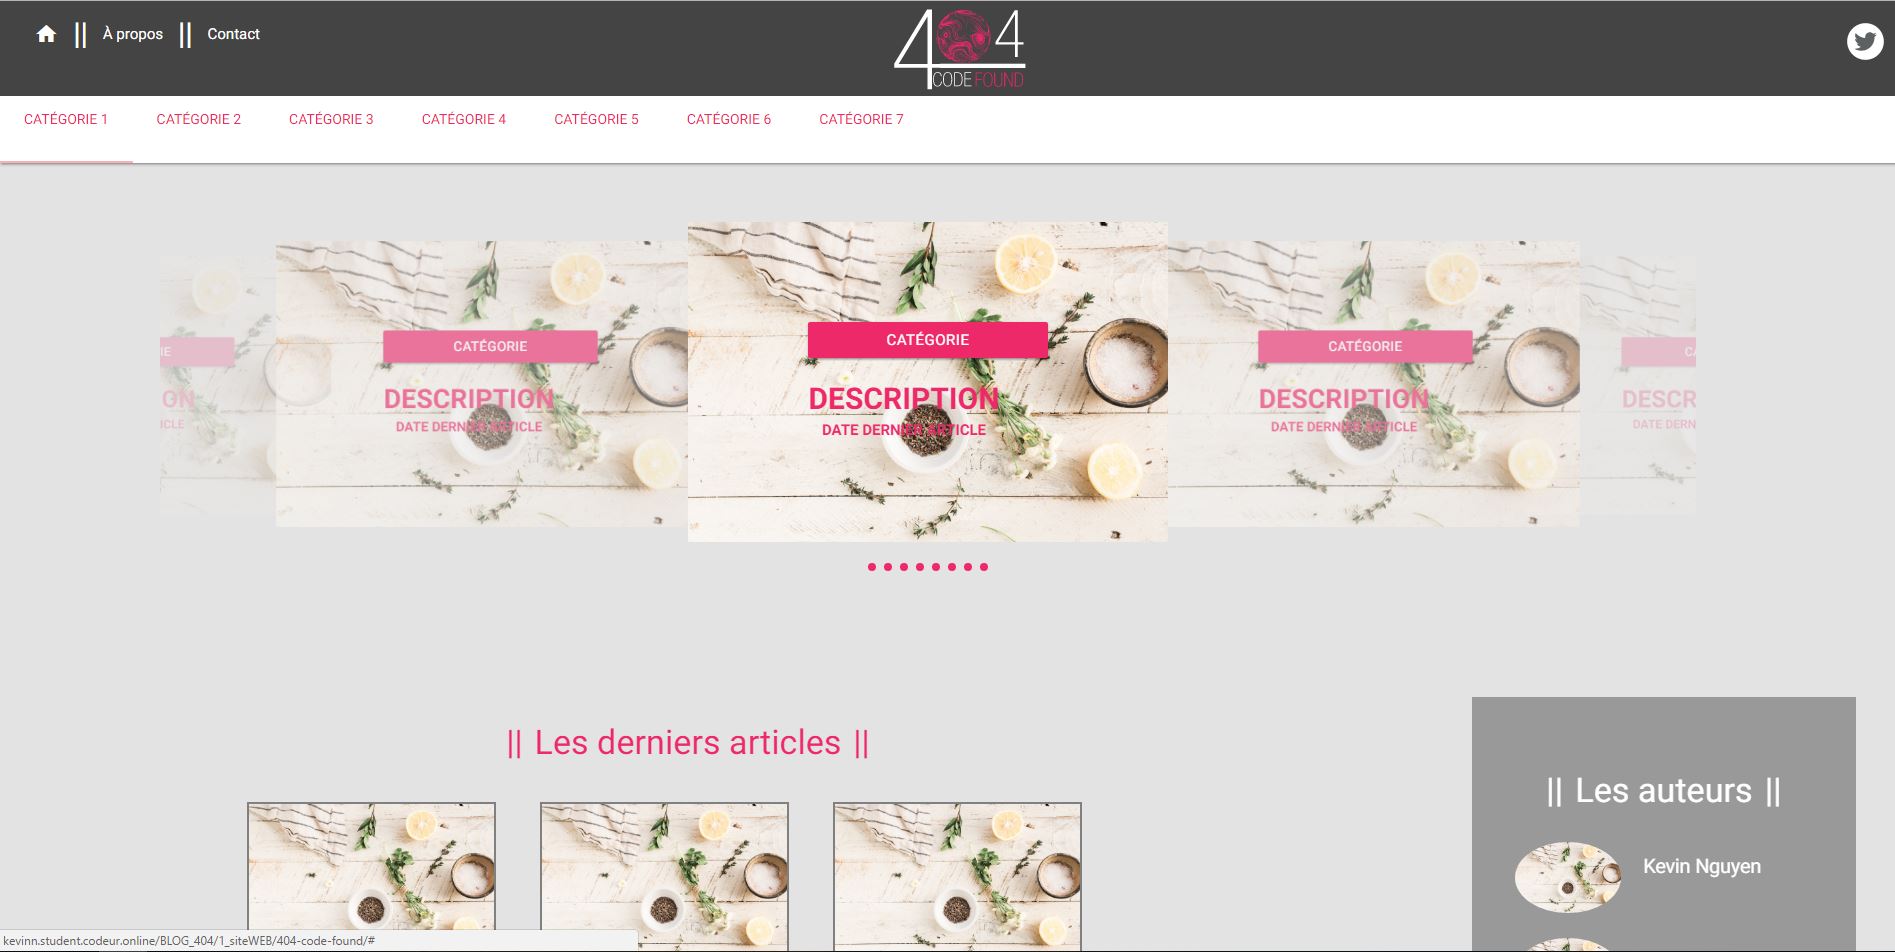 || À propos || Contact
404
CODE FOUND
CATÉGORIE 1 CATÉGORIE 2 CATÉGORIE 3 CATÉGORIE 4 CATÉGORIE 5 CATÉGORIE 6 CATÉGORIE 7
IE CATÉGORIE CATÉGORIE CATÉGORIE CA
ON DESCRIPTION DESCRIPTION DESCRIPTION DESCR
ICLE DATE DERNIER ARTICLE DATE DERNIER ARTICLE DATE DERNIER ARTICLE DATE DERN
|| Les derniers articles ||
|| Les auteurs ||
Kevin Nguyen
kevinn.student.codeur.online/BLOG_404/1_siteWEB/404-code-found/#